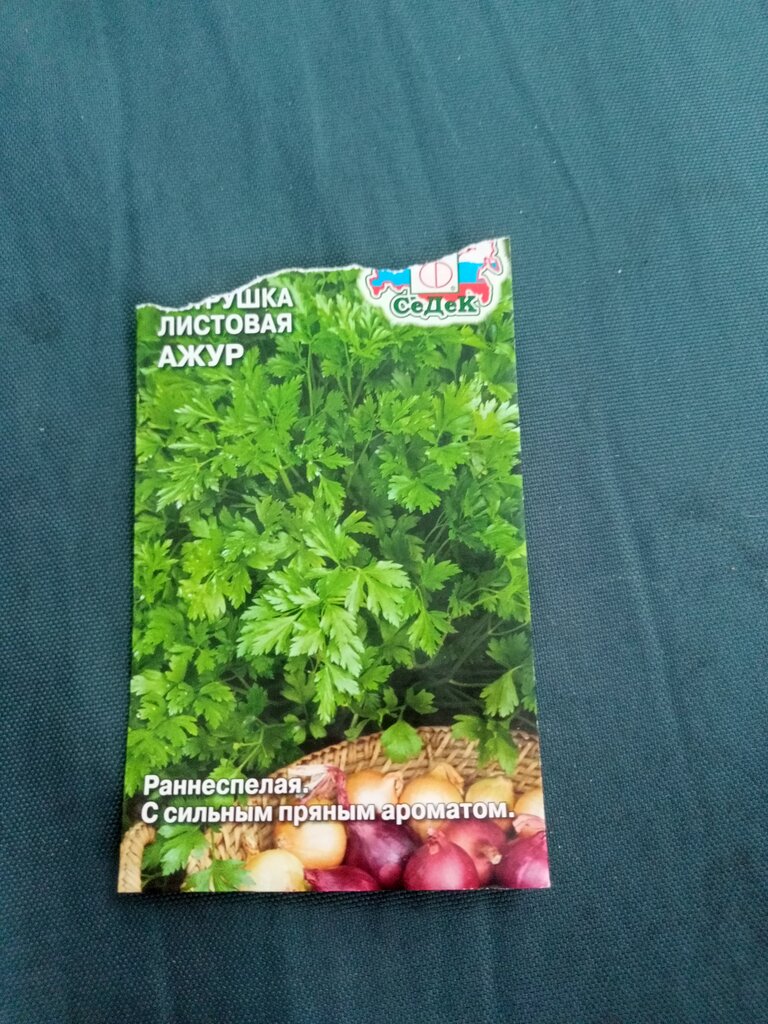 ЛИСТОВАЯ
АЖУР
СеДеК
Раннеспелая.
С сильным пряным ароматом.